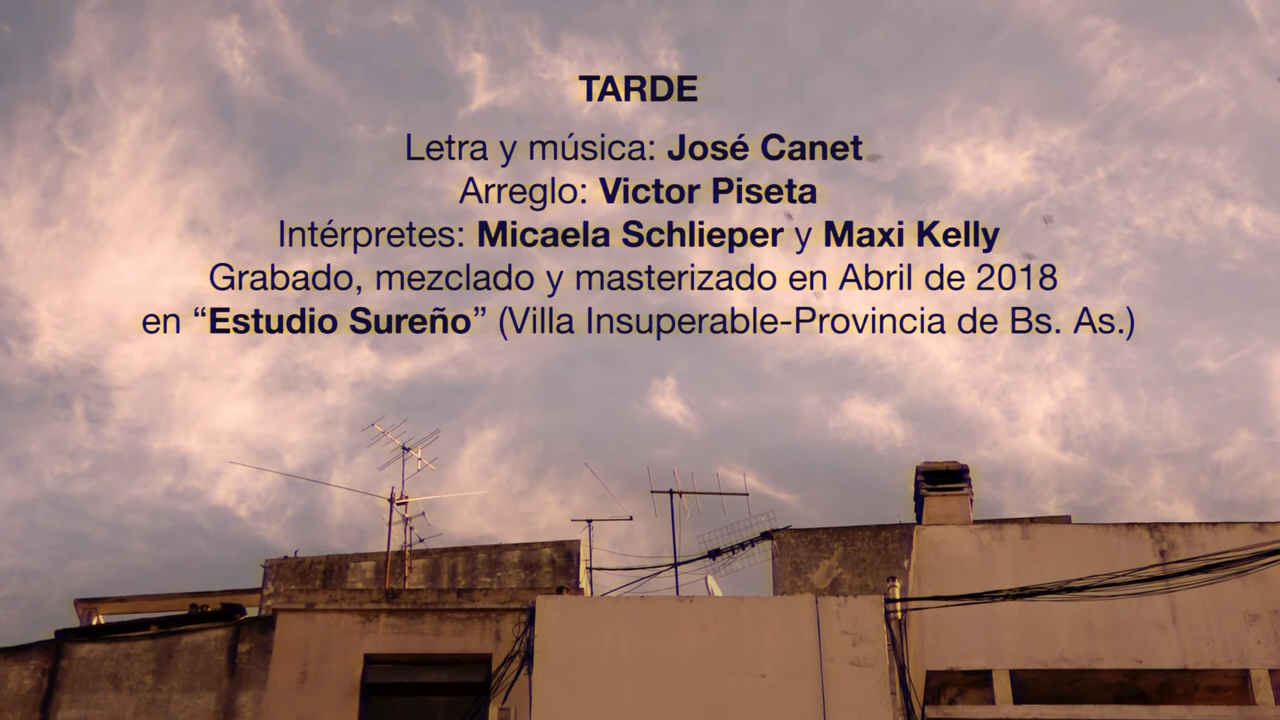 TARDE
Letra y música: José Canet
Arreglo: Victor Piseta
Intérpretes: Micaela Schlieper y Maxi Kelly
Grabado, mezclado y masterizado en Abril de 2018
en “Estudio Sureño” (Villa Insuperable-Provincia de Bs. As.)